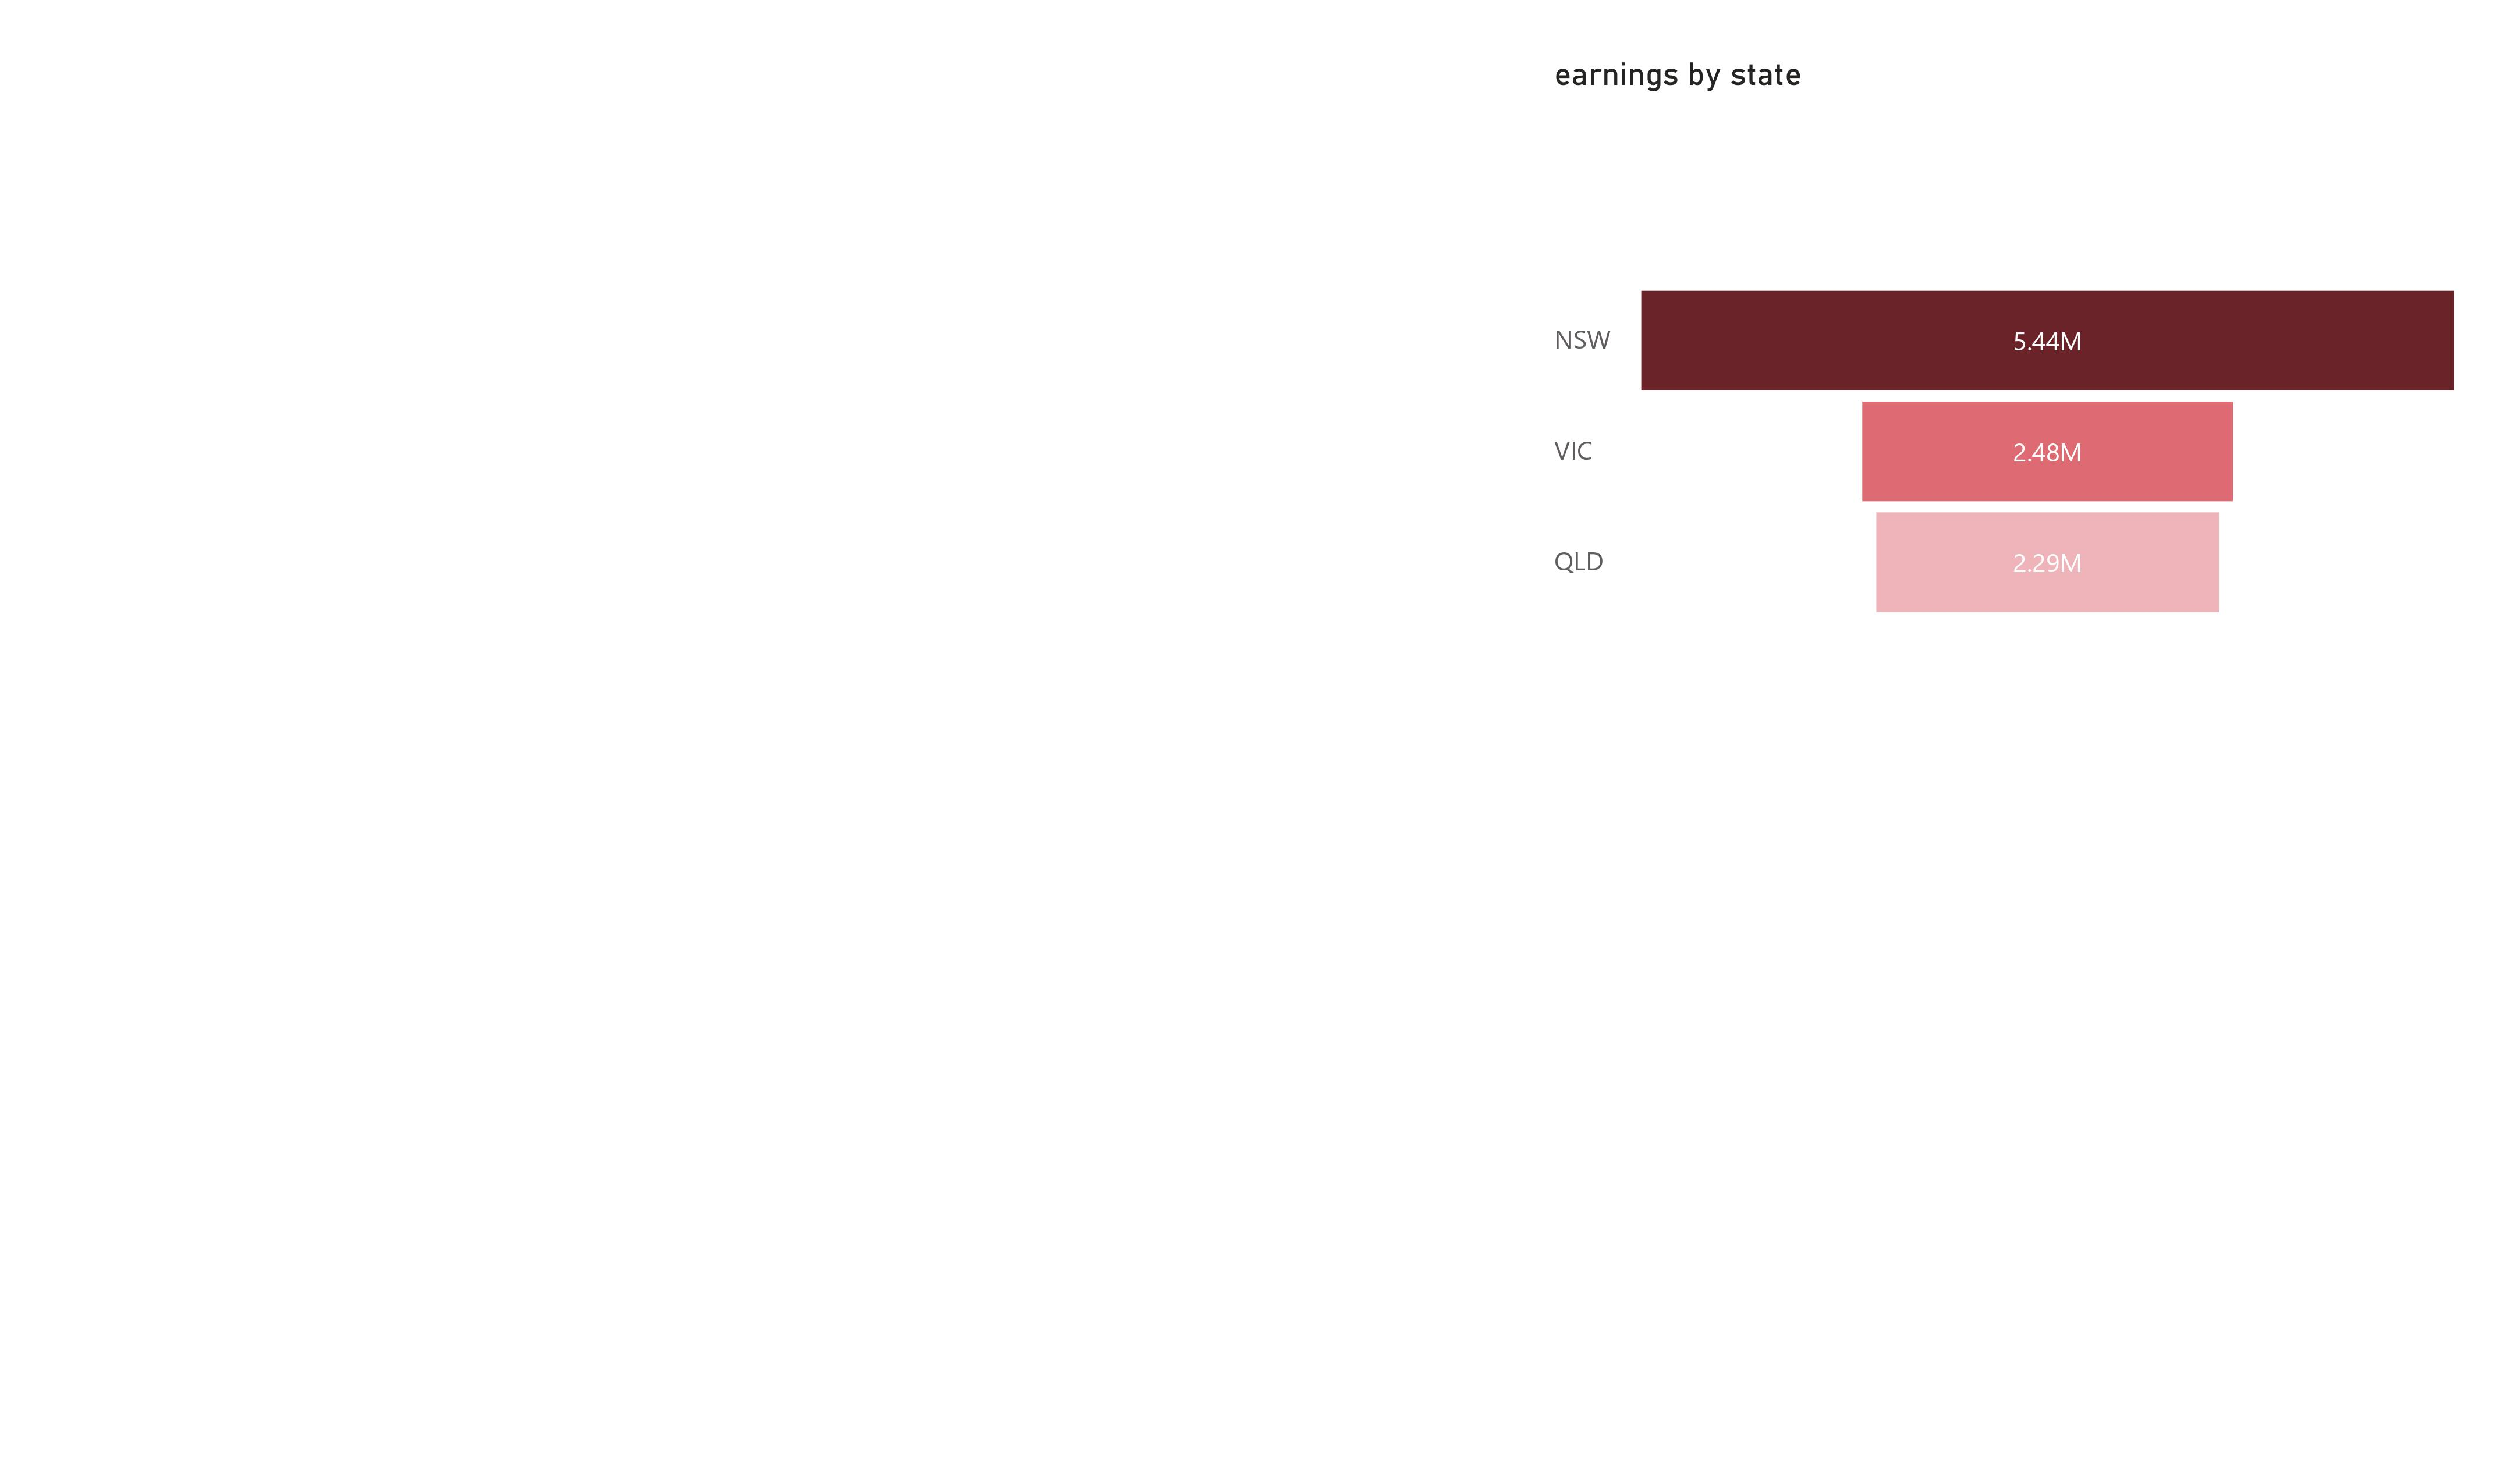 earnings by state
NSW 5.44M
VIC 2.48M
QLD 2.29M